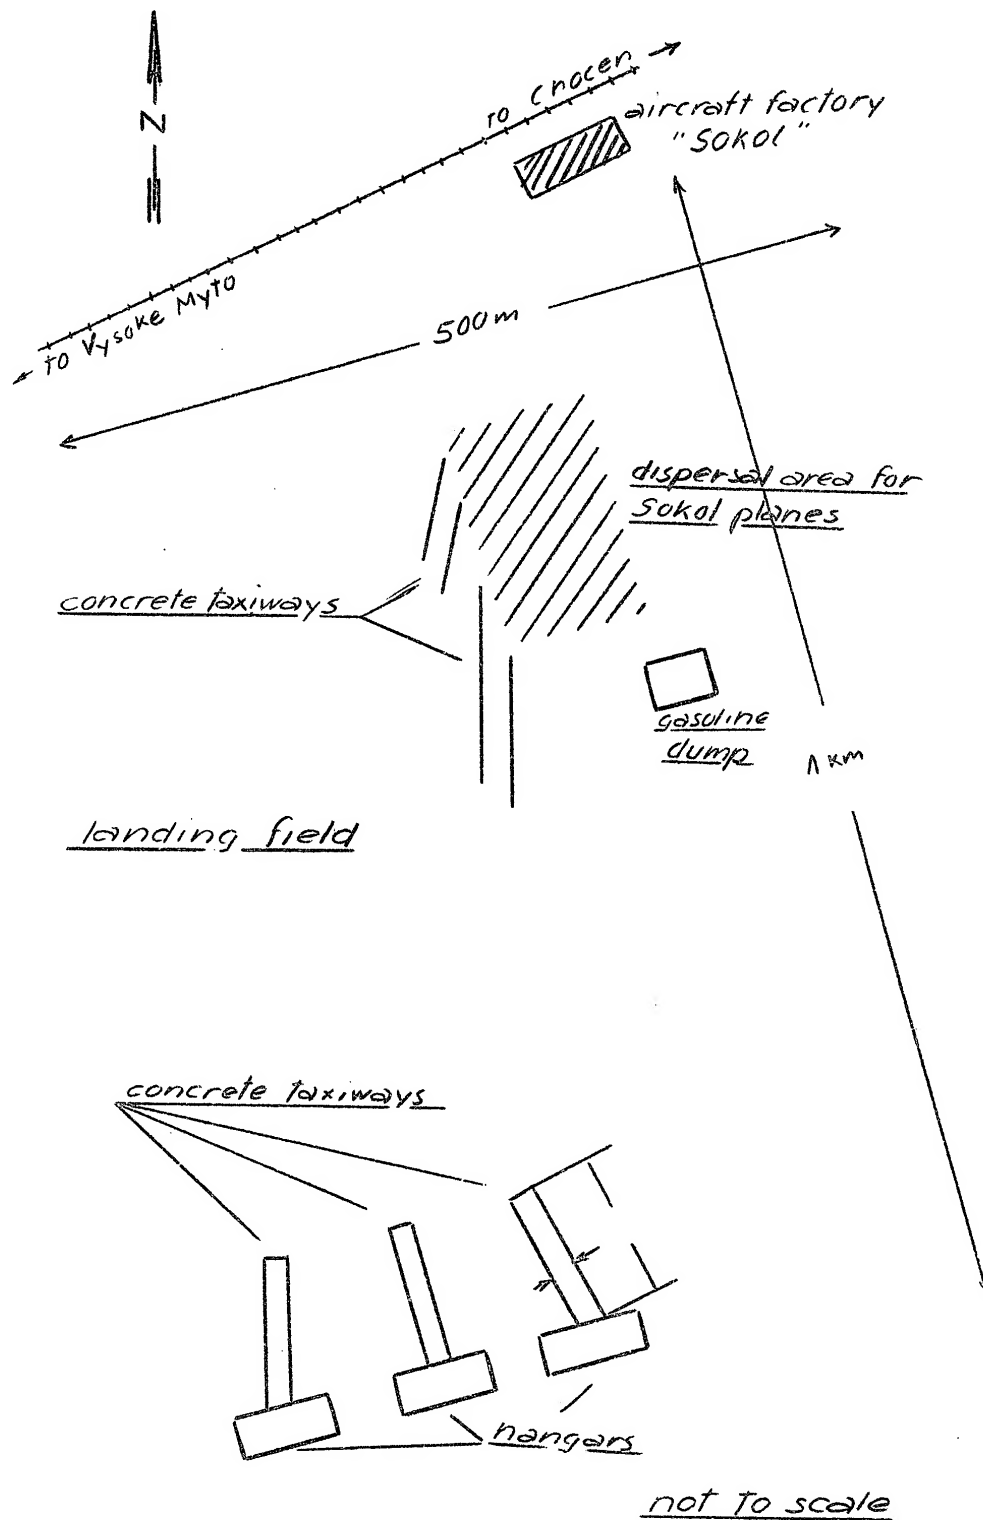 N
TO Chocen
aircraft factory
"Sokol"
TO Vysoke Myto
500m
dispersal area for
Sokol planes
concrete taxiways
gasoline
dump
1 km
landing field
concrete taxiways
hangars
not to scale